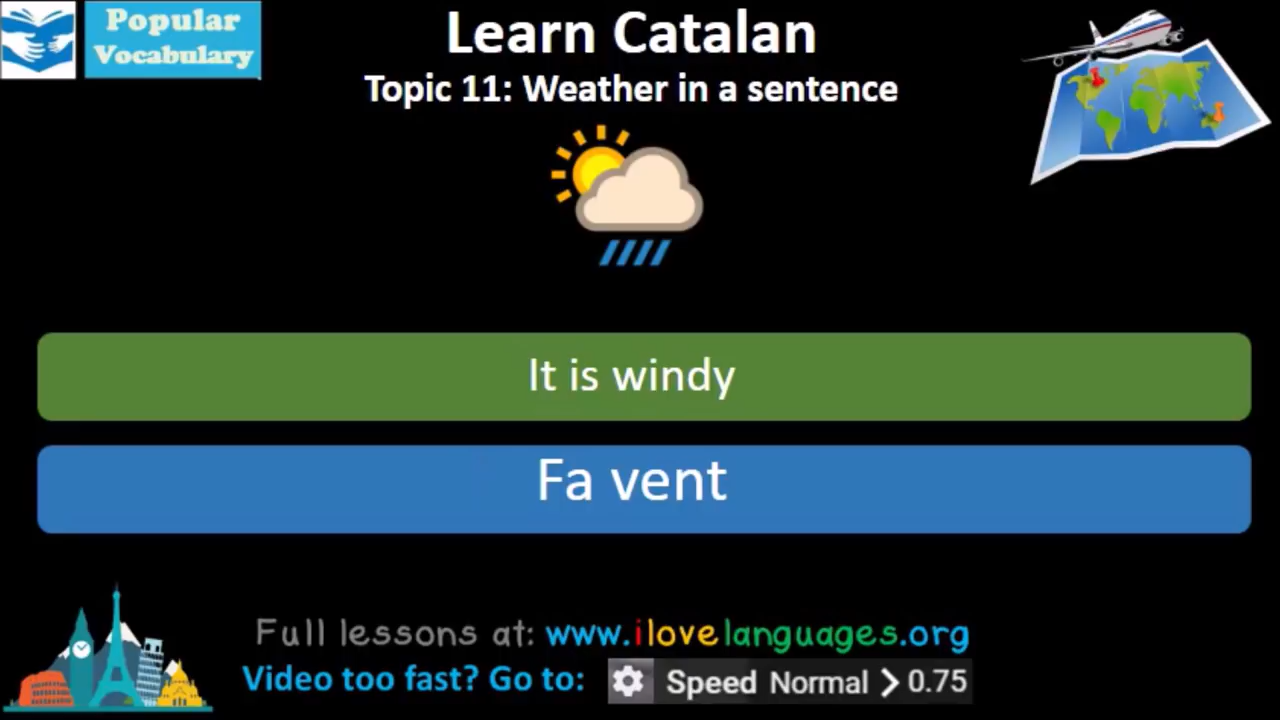 Popular
Vocabulary
Learn Catalan
Topic 11: Weather in a sentence
It is windy
Fa vent
Full lessons at: www.ilovelanguages.org
Video too fast? Go to: Speed Normal > 0.75